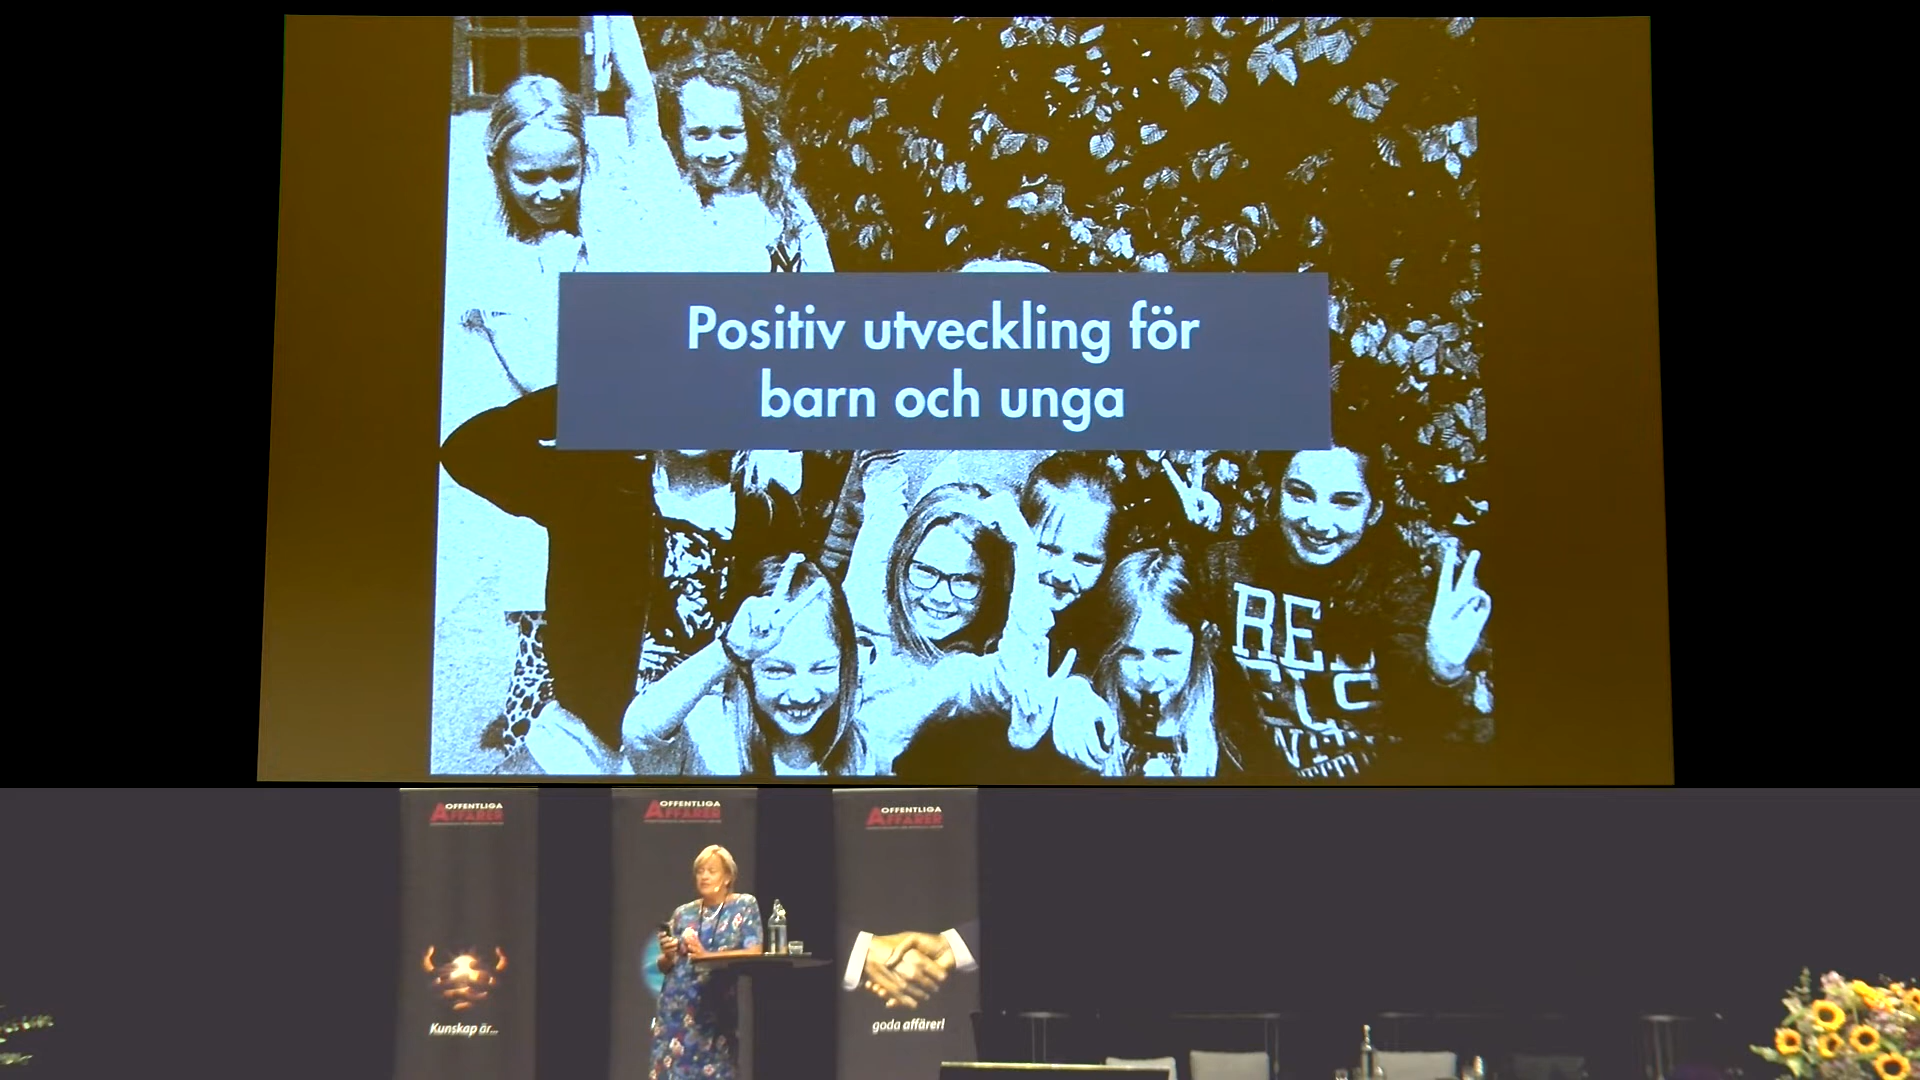 Positiv utveckling för
barn och unga
OFFENTLIGA
AFFÄRER
OFFENTLIGA
AFFÄRER
OFFENTLIGA
AFFÄRER
Kunskap är...
goda affärer!